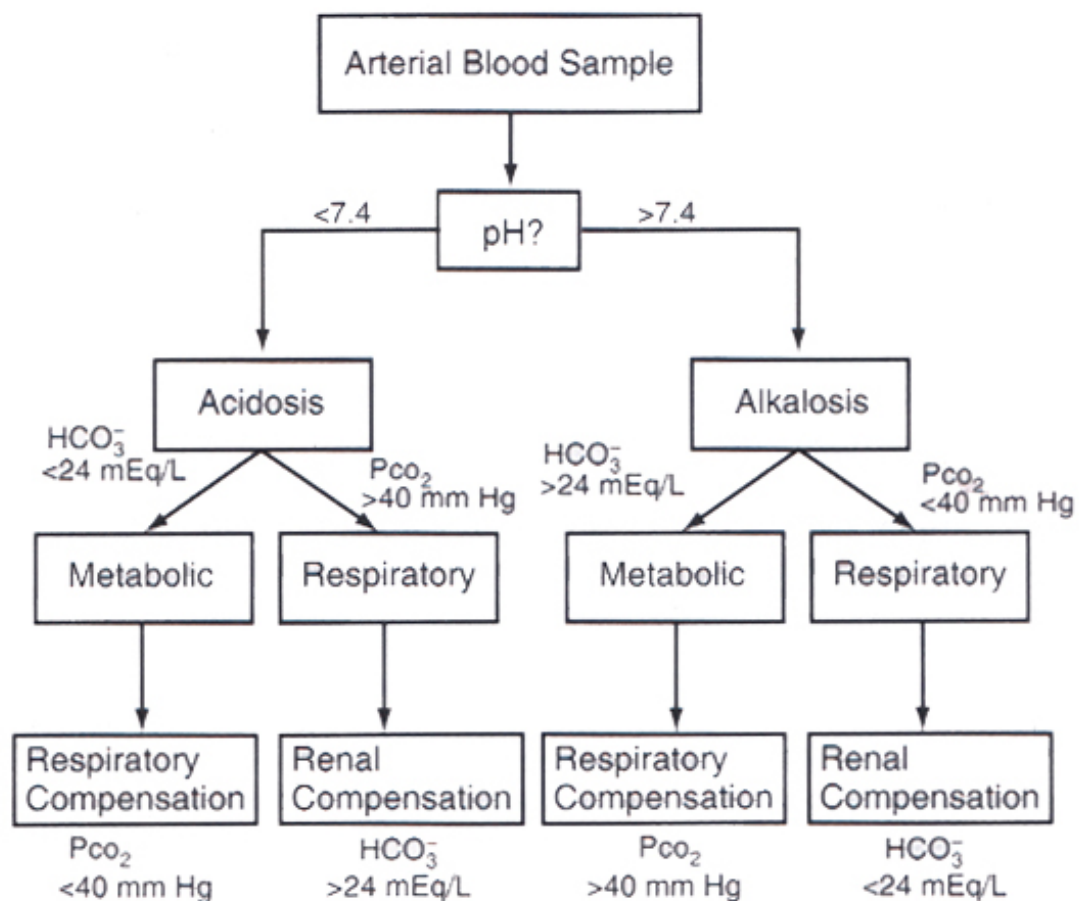 Arterial Blood Sample
<7.4
pH?
>7.4
Acidosis
Alkalosis
HCO₃⁻
<24 mEq/L
Pco₂
>40 mm Hg
HCO₃⁻
>24 mEq/L
Pco₂
<40 mm Hg
Metabolic
Respiratory
Metabolic
Respiratory
Respiratory
Compensation
Renal
Compensation
Respiratory
Compensation
Renal
Compensation
Pco₂
<40 mm Hg
HCO₃⁻
>24 mEq/L
Pco₂
>40 mm Hg
HCO₃⁻
<24 mEq/L